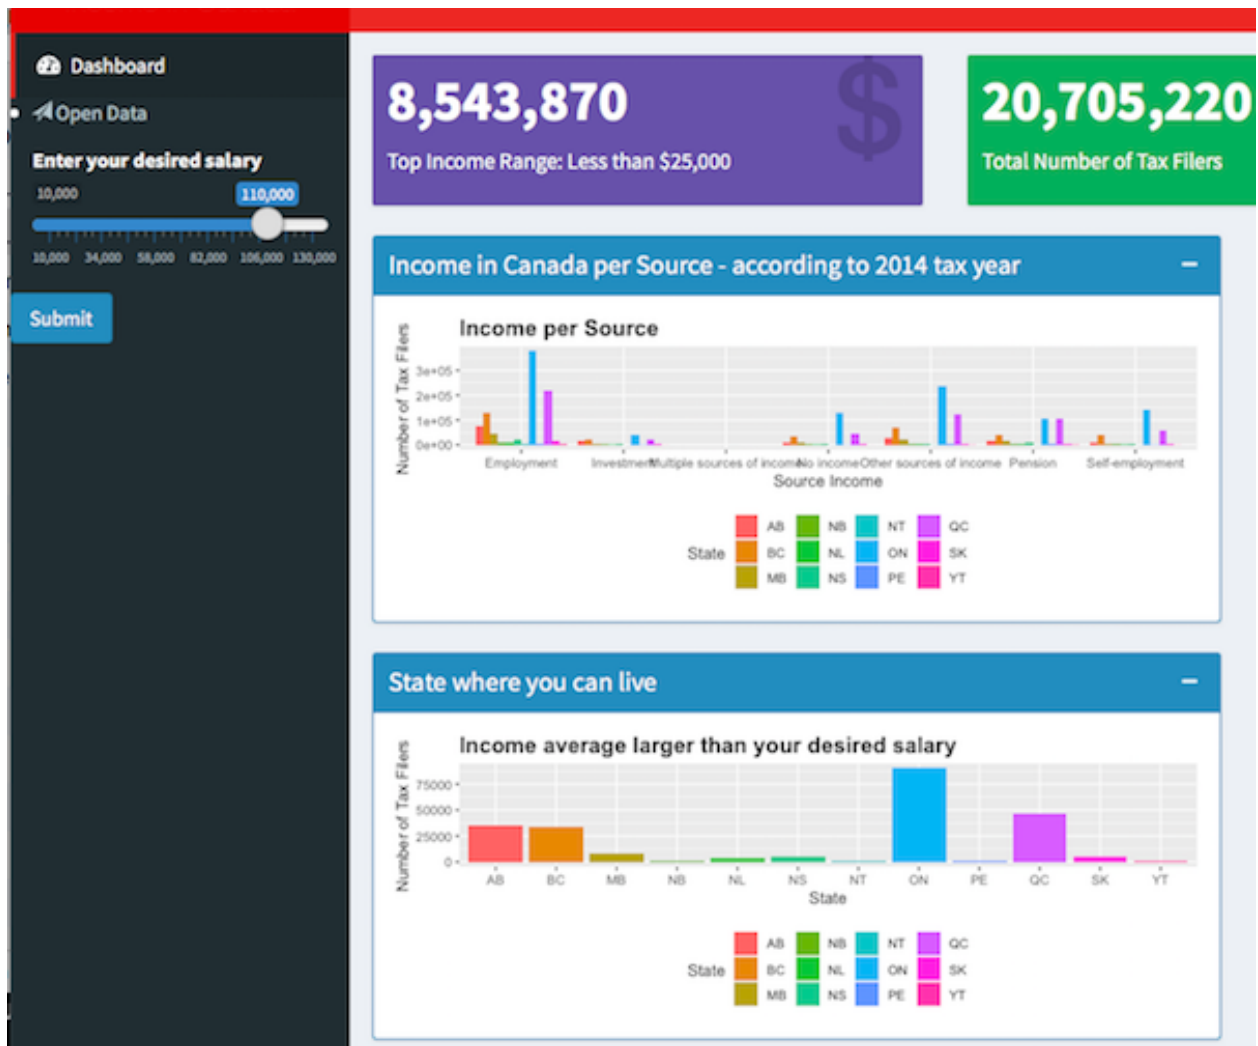 Dashboard
Open Data
Enter your desired salary
10,000 110,000
10,000 34,000 58,000 82,000 106,000 130,000
Submit
8,543,870
Top Income Range: Less than $25,000
$
20,705,220
Total Number of Tax Filers
Income in Canada per Source - according to 2014 tax year
Income per Source
Number of Tax Filers
3e+05
2e+05
1e+05
0e+00
Employment Investment Multiple sources of income No income Other sources of income Pension Self-employment
Source Income
State
AB NB NT QC
BC NL ON SK
MB NS PE YT
State where you can live
Income average larger than your desired salary
Number of Tax Filers
75000
50000
25000
0
AB BC MB NB NL NS NT ON PE QC SK YT
State
State
AB NB NT QC
BC NL ON SK
MB NS PE YT